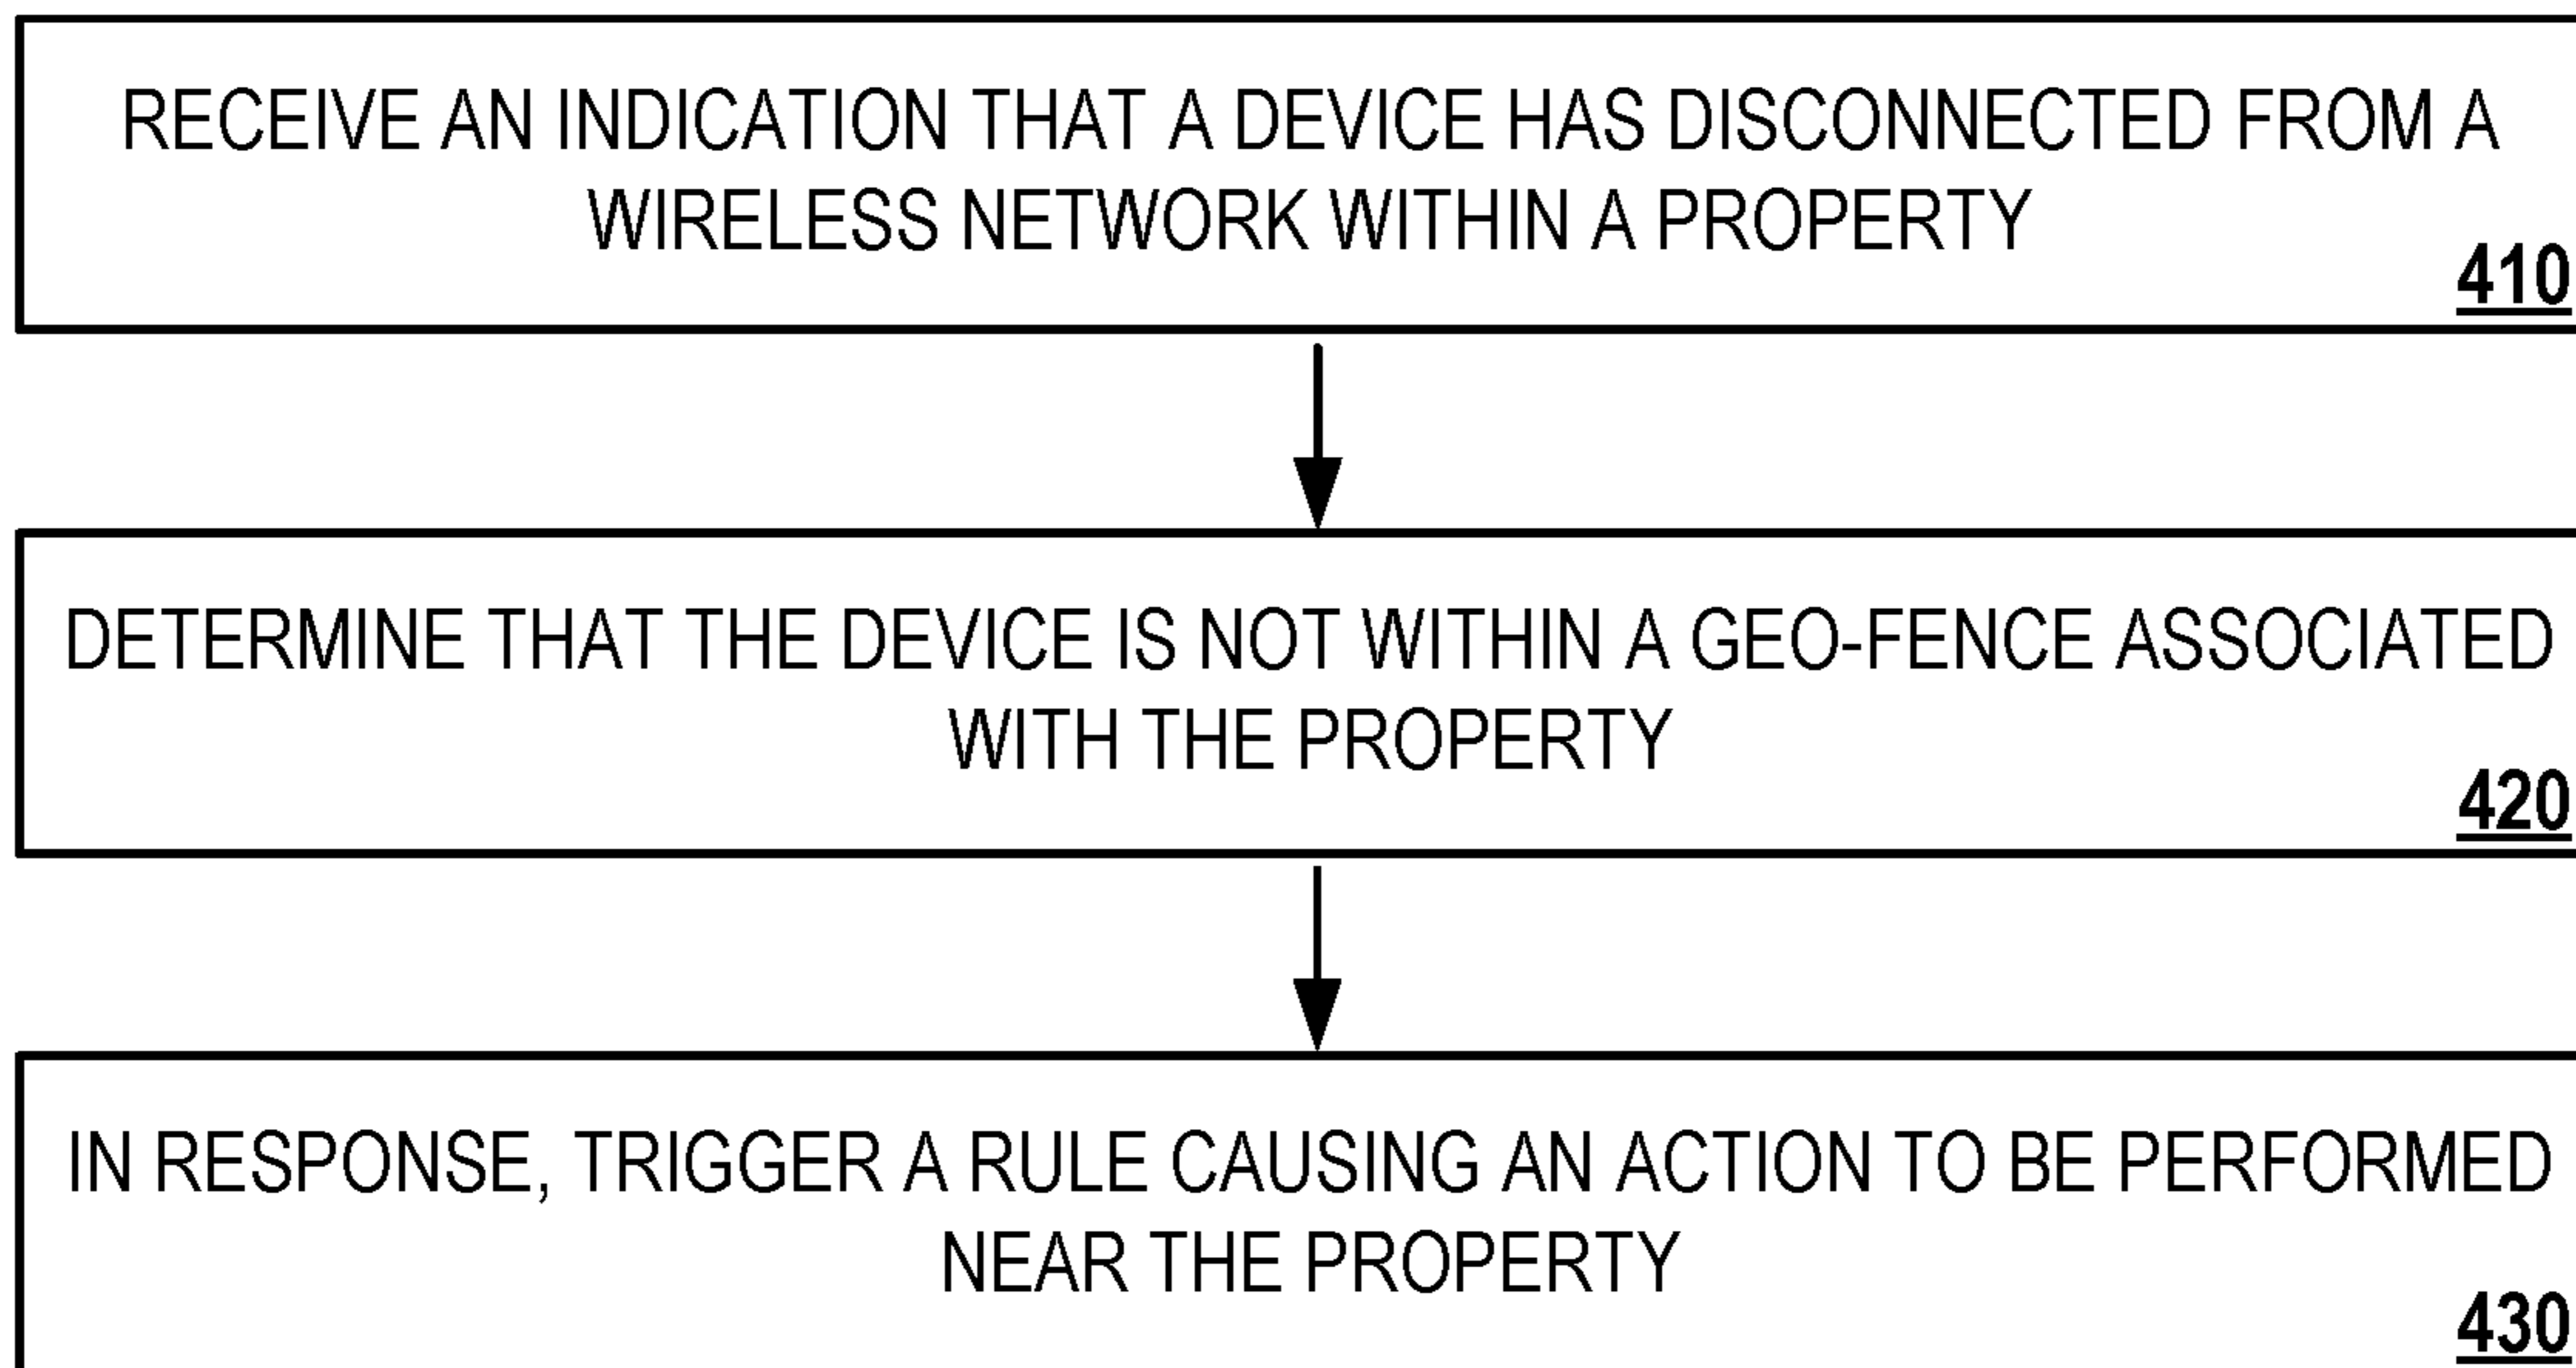 RECEIVE AN INDICATION THAT A DEVICE HAS DISCONNECTED FROM A
WIRELESS NETWORK WITHIN A PROPERTY
410
DETERMINE THAT THE DEVICE IS NOT WITHIN A GEO-FENCE ASSOCIATED
WITH THE PROPERTY
420
IN RESPONSE, TRIGGER A RULE CAUSING AN ACTION TO BE PERFORMED
NEAR THE PROPERTY
430